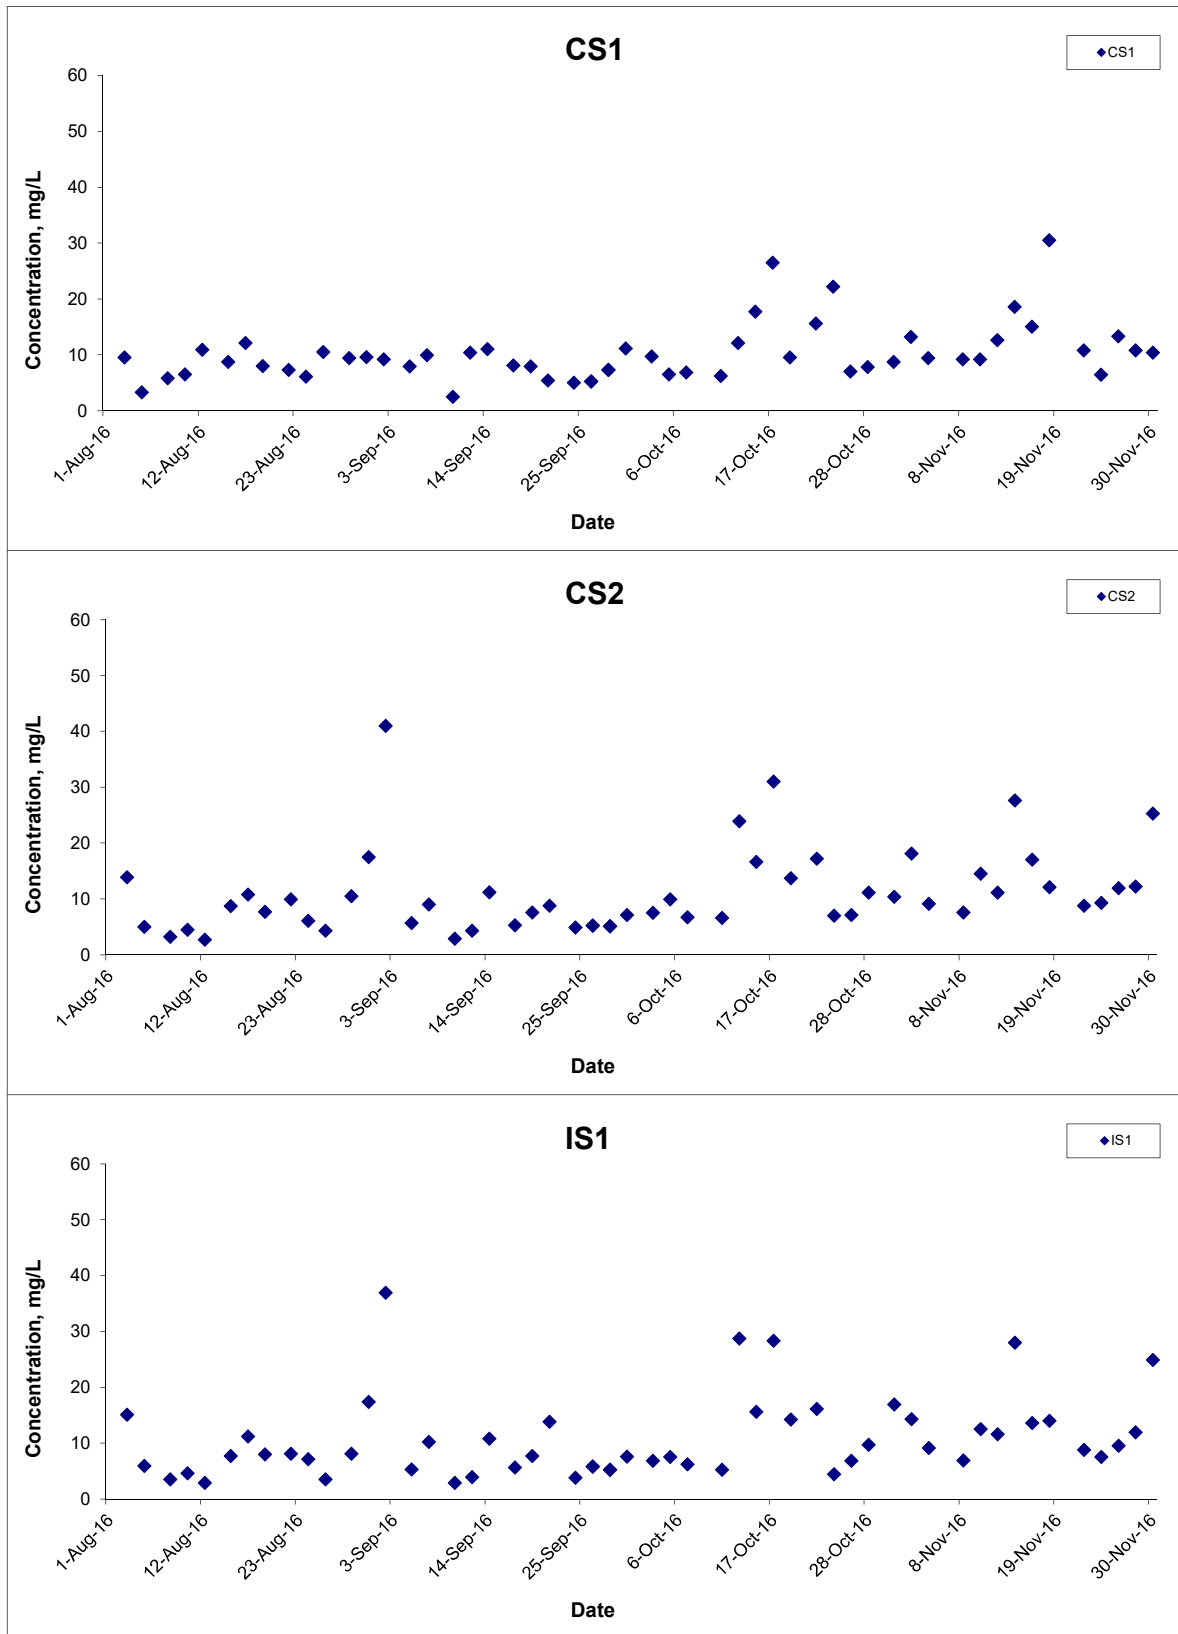 CS1
CS1
Concentration, mg/L
60
50
40
30
20
10
0
1-Aug-16
12-Aug-16
23-Aug-16
3-Sep-16
14-Sep-16
25-Sep-16
6-Oct-16
17-Oct-16
28-Oct-16
8-Nov-16
19-Nov-16
30-Nov-16
Date
CS2
CS2
Concentration, mg/L
60
50
40
30
20
10
0
1-Aug-16
12-Aug-16
23-Aug-16
3-Sep-16
14-Sep-16
25-Sep-16
6-Oct-16
17-Oct-16
28-Oct-16
8-Nov-16
19-Nov-16
30-Nov-16
Date
IS1
IS1
Concentration, mg/L
60
50
40
30
20
10
0
1-Aug-16
12-Aug-16
23-Aug-16
3-Sep-16
14-Sep-16
25-Sep-16
6-Oct-16
17-Oct-16
28-Oct-16
8-Nov-16
19-Nov-16
30-Nov-16
Date